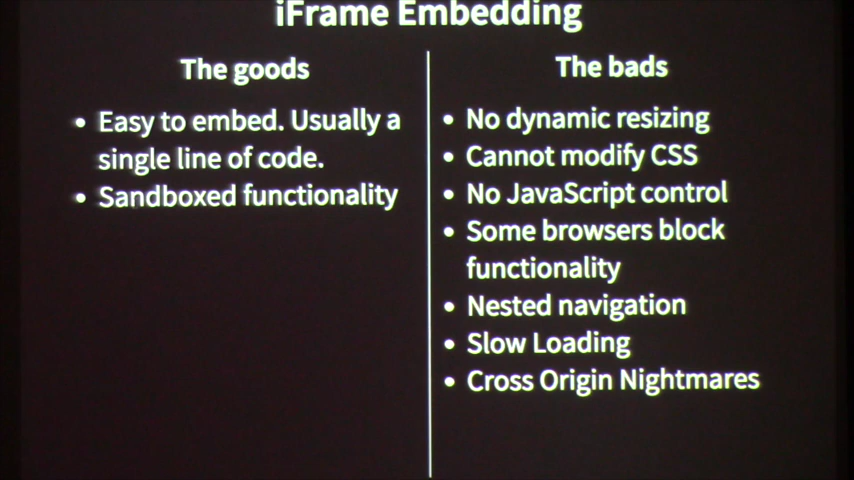 iFrame Embedding
The goods
• Easy to embed. Usually a
single line of code.
• Sandboxed functionality
The bads
• No dynamic resizing
• Cannot modify CSS
• No JavaScript control
• Some browsers block
functionality
• Nested navigation
• Slow Loading
• Cross Origin Nightmares